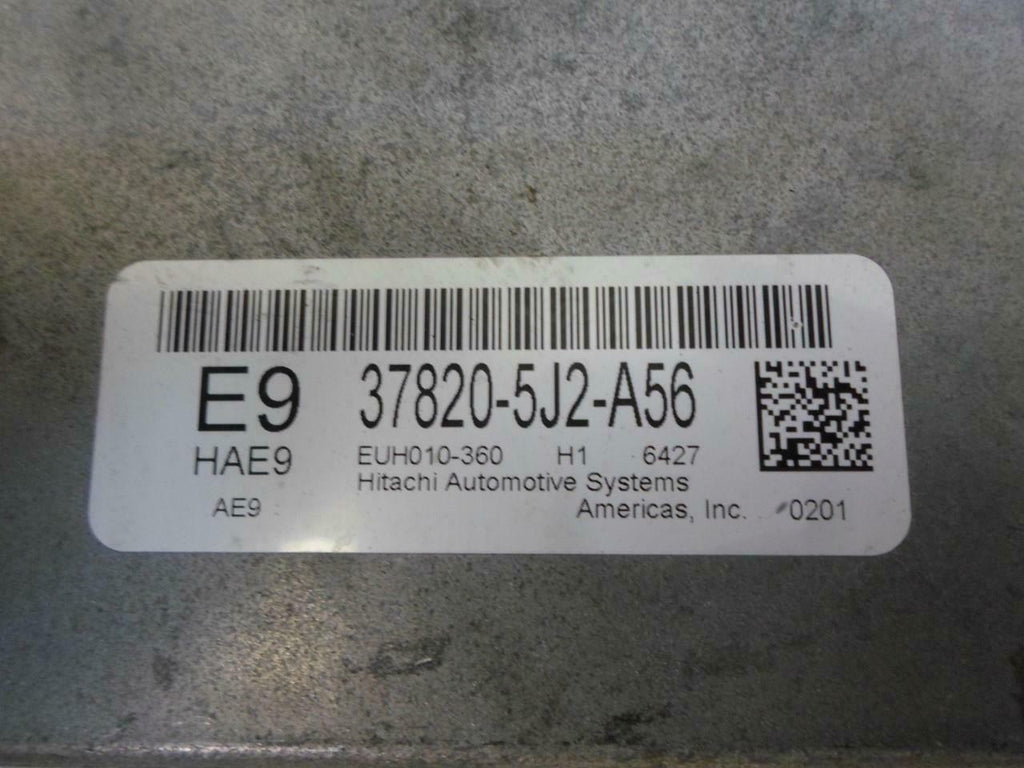 E9 37820-5J2-A56
HAE9 EUH010-360 H1 6427
Hitachi Automotive Systems
AE9 Americas, Inc. 0201